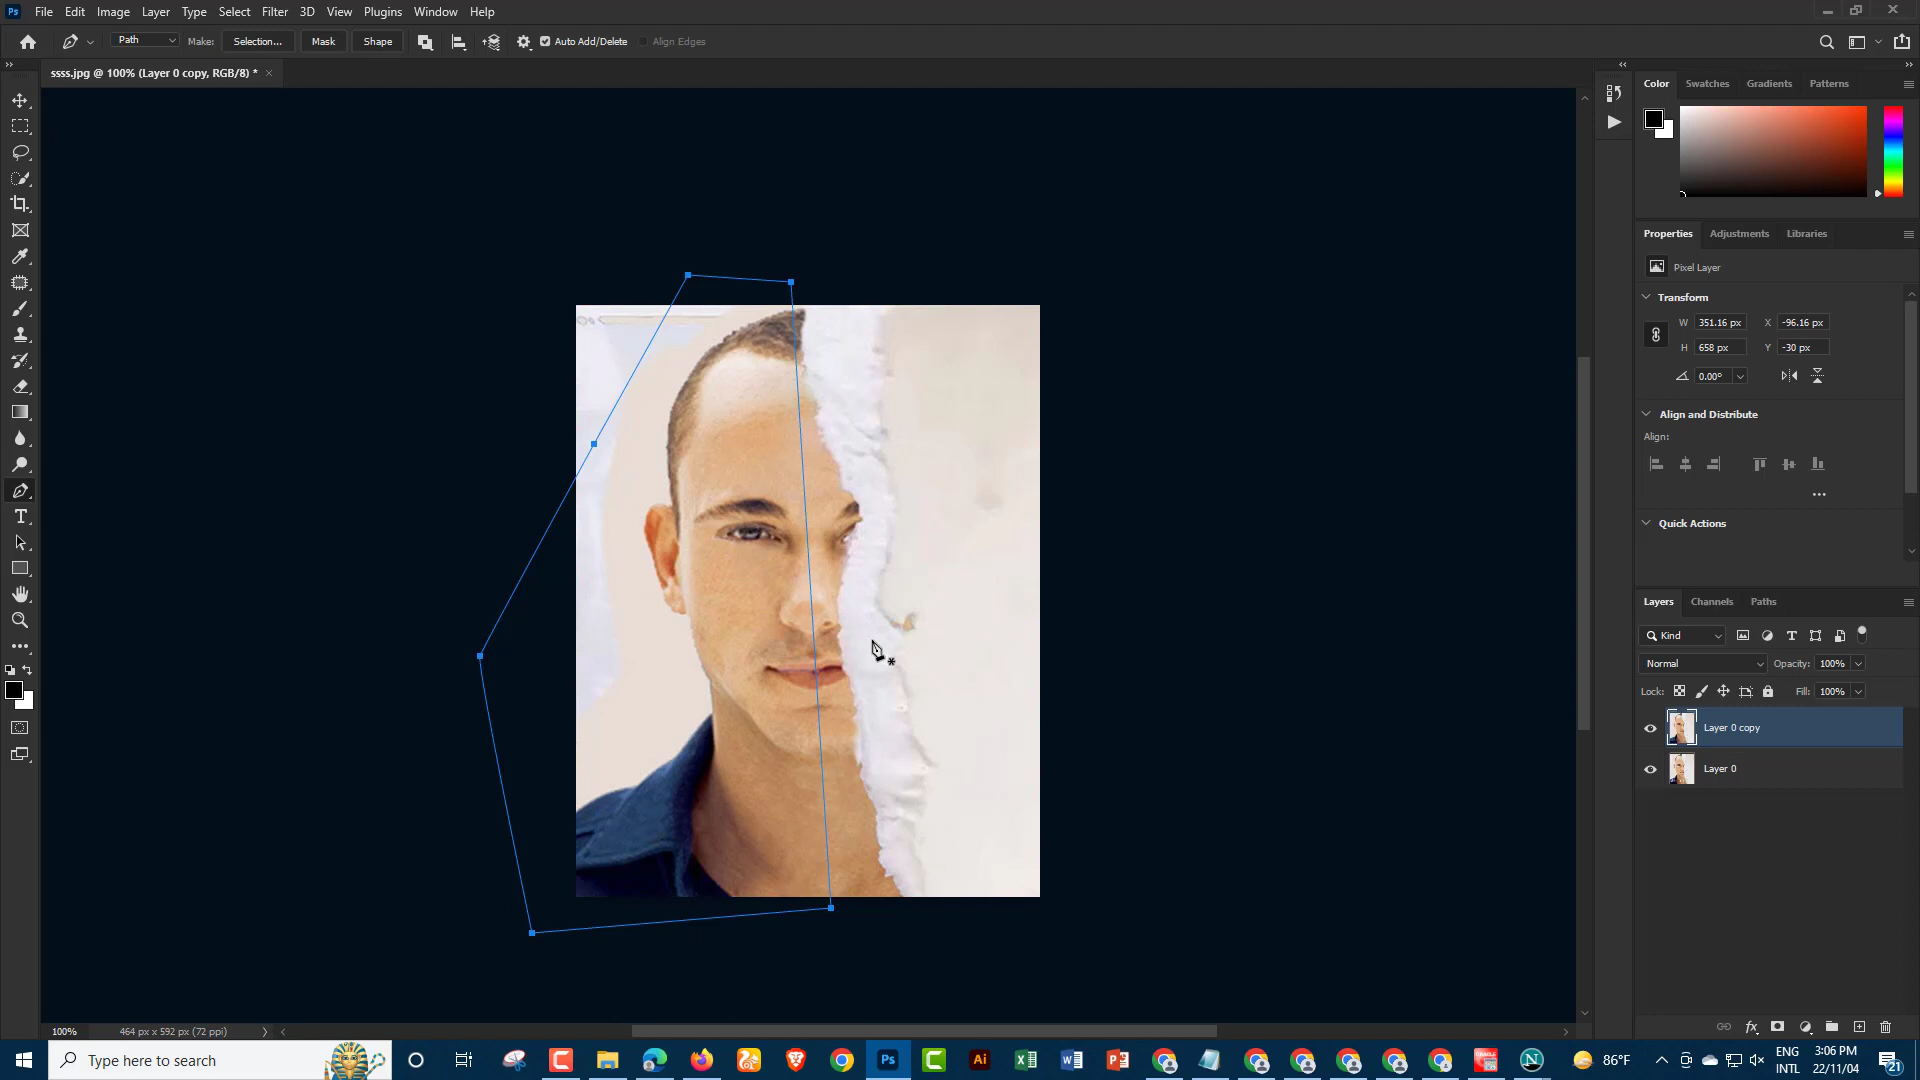 Ps File Edit Image Layer Type Select Filter 3D View Plugins Window Help
Path Make: Selection... Mask Shape Auto Add/Delete Align Edges
ssss.jpg @ 100% (Layer 0 copy, RGB/8) *
Color Swatches Gradients Patterns
Properties Adjustments Libraries
Pixel Layer
Transform
W 351.16 px X -96.16 px
H 658 px Y -30 px
0.00°
Align and Distribute
Align:
Quick Actions
Layers Channels Paths
Kind
Normal Opacity: 100%
Lock: Fill: 100%
Layer 0 copy
Layer 0
100% 464 px x 592 px (72 ppi)
Type here to search
Ps Ai
86°F
ENG
INTL
3:06 PM
22/11/04
21